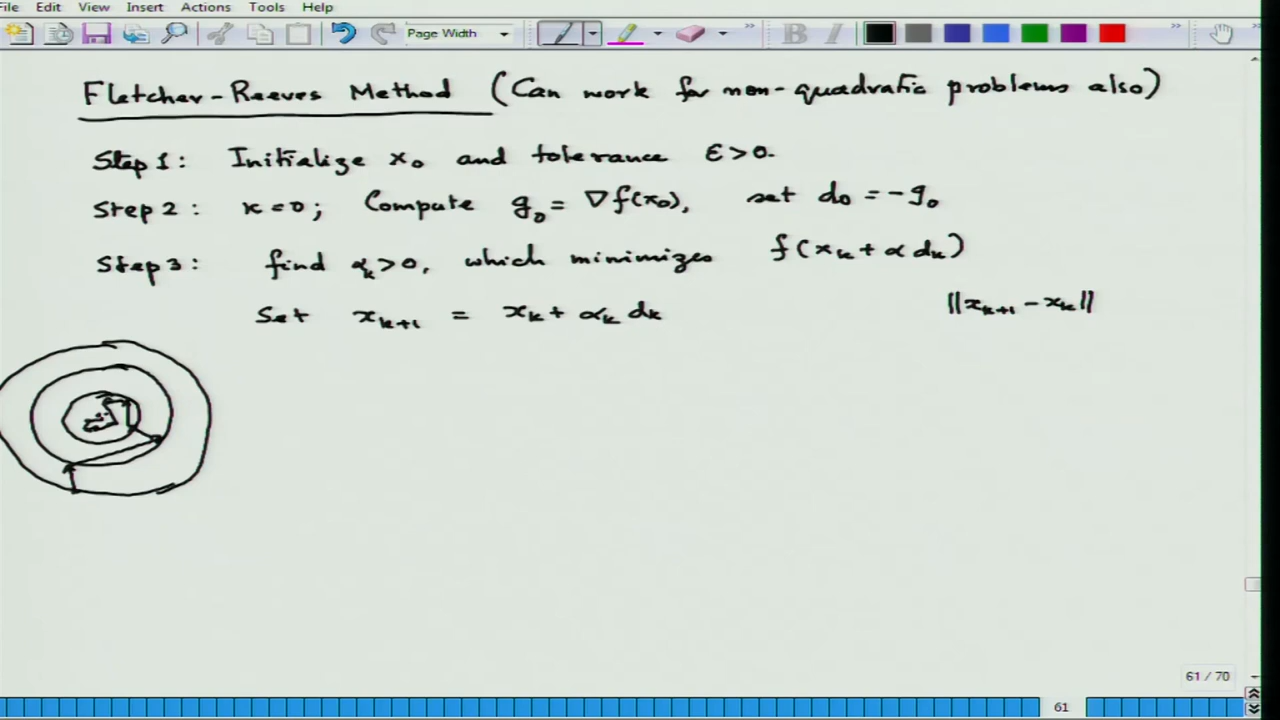 File Edit View Insert Actions Tools Help
Page Width
B I
Fletcher-Reeves Method (Can work for non-quadratic problems also)
Step 1: Initialize x₀ and tolerance ε>0.
Step 2: k=0; Compute g₀ = ∇f(x₀), set d₀ = -g₀
Step 3: find αₖ>0, which minimizes f(xₖ + α dₖ)
Set xₖ₊₁ = xₖ + αₖ dₖ ||xₖ₊₁ - xₖ||
61 / 70
61